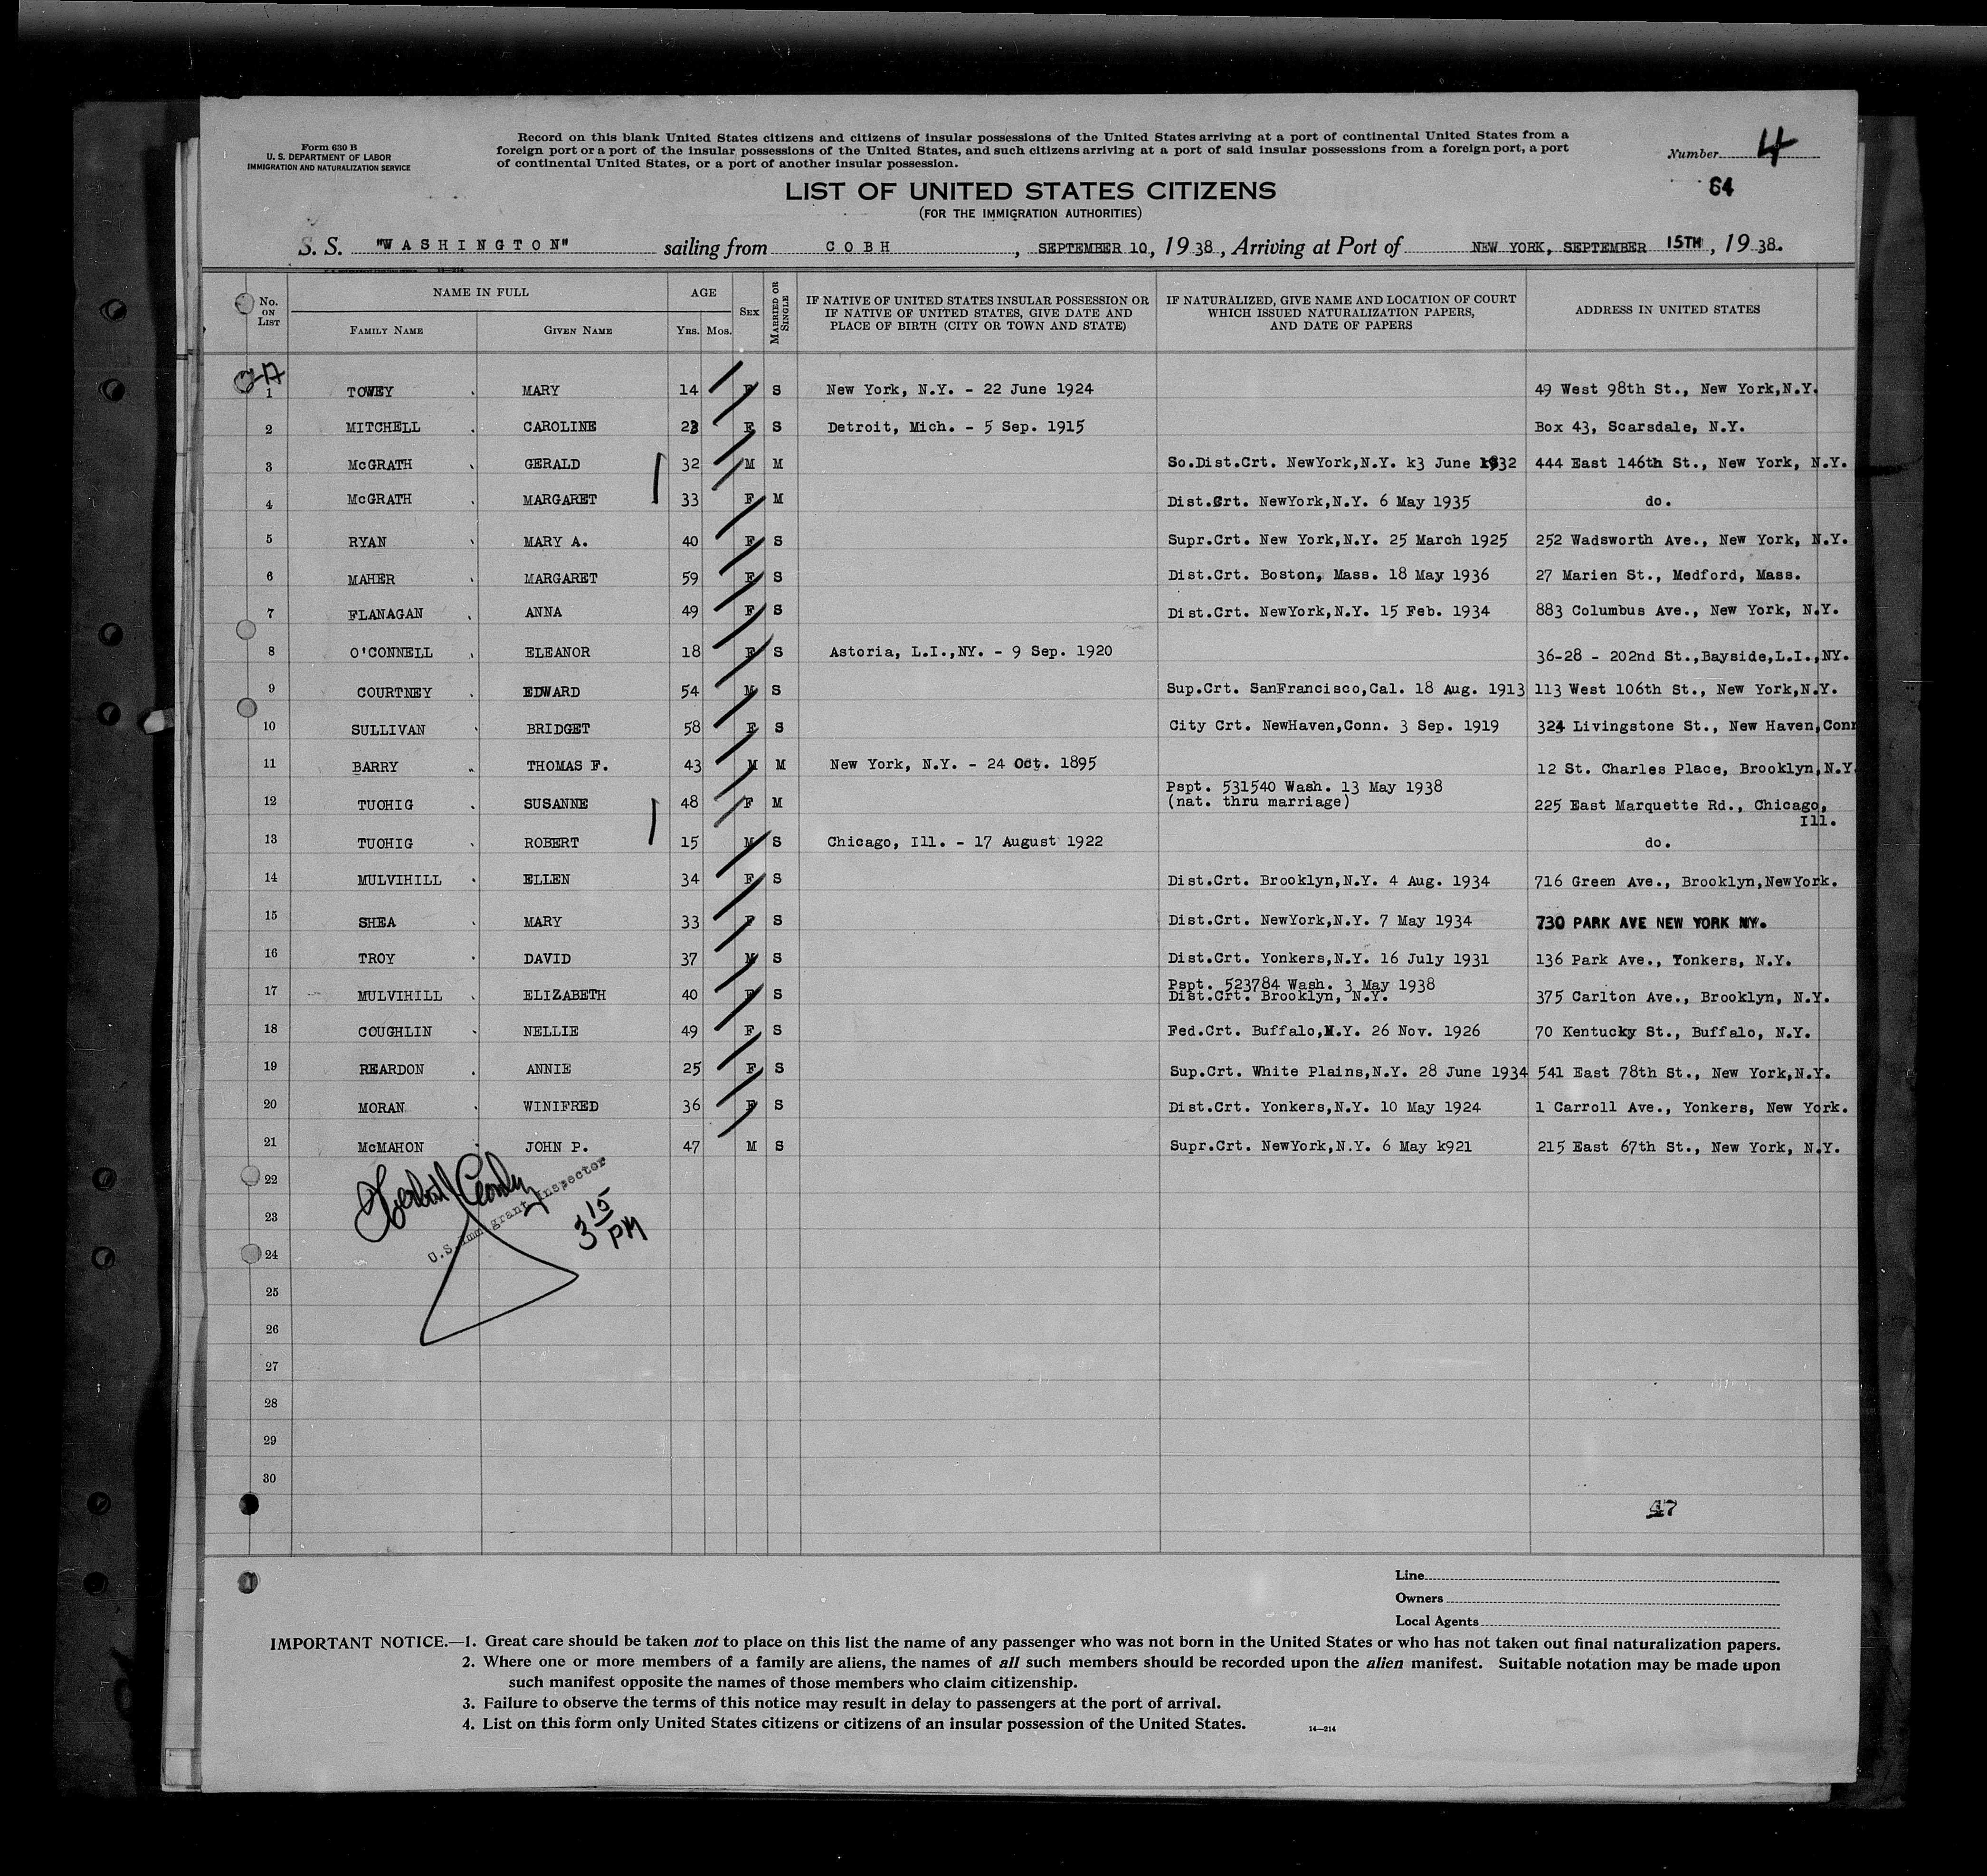 Form 630 B
U. S. DEPARTMENT OF LABOR
IMMIGRATION AND NATURALIZATION SERVICE
Record on this blank United States citizens and citizens of insular possessions of the United States arriving at a port of continental United States from a
foreign port or a port of the insular possessions of the United States, and such citizens arriving at a port of said insular possessions from a foreign port, a port
of continental United States, or a port of another insular possession.
Number 4
64
LIST OF UNITED STATES CITIZENS
(FOR THE IMMIGRATION AUTHORITIES)
S. S. "WASHINGTON" sailing from COBH, SEPTEMBER 10, 1938, Arriving at Port of NEW YORK, SEPTEMBER 15TH, 1938.
No. ON LIST NAME IN FULL FAMILY NAME GIVEN NAME AGE YRS. MOS. SEX MARRIED OR SINGLE IF NATIVE OF UNITED STATES INSULAR POSSESSION OR IF NATIVE OF UNITED STATES, GIVE DATE AND PLACE OF BIRTH (CITY OR TOWN AND STATE) IF NATURALIZED, GIVE NAME AND LOCATION OF COURT WHICH ISSUED NATURALIZATION PAPERS, AND DATE OF PAPERS ADDRESS IN UNITED STATES
1 TOWEY MARY 14 F S New York, N.Y. - 22 June 1924 49 West 98th St., New York,N.Y.
2 MITCHELL CAROLINE 23 F S Detroit, Mich. - 5 Sep. 1915 Box 43, Scarsdale, N.Y.
3 McGRATH GERALD 32 M M So.Dist.Crt. NewYork,N.Y. k3 June 1932 444 East 146th St., New York, N.Y.
4 McGRATH MARGARET 33 F M Dist.Crt. NewYork,N.Y. 6 May 1935 do.
5 RYAN MARY A. 40 F S Supr.Crt. New York,N.Y. 25 March 1925 252 Wadsworth Ave., New York, N.Y.
6 MAHER MARGARET 59 F S Dist.Crt. Boston, Mass. 18 May 1936 27 Marien St., Medford, Mass.
7 FLANAGAN ANNA 49 F S Dist.Crt. NewYork,N.Y. 15 Feb. 1934 883 Columbus Ave., New York, N.Y.
8 O'CONNELL ELEANOR 18 F S Astoria, L.I.,NY. - 9 Sep. 1920 36-28 - 202nd St.,Bayside,L.I.,NY.
9 COURTNEY EDWARD 54 M S Sup.Crt. SanFrancisco,Cal. 18 Aug. 1913 113 West 106th St., New York,N.Y.
10 SULLIVAN BRIDGET 58 F S City Crt. NewHaven,Conn. 3 Sep. 1919 324 Livingstone St., New Haven,Conn
11 BARRY THOMAS F. 43 M M New York, N.Y. - 24 Oct. 1895 12 St. Charles Place, Brooklyn,N.Y.
12 TUOHIG SUSANNE 48 F M Pspt. 531540 Wash. 13 May 1938
(nat. thru marriage) 225 East Marquette Rd., Chicago,
Ill.
13 TUOHIG ROBERT 15 M S Chicago, Ill. - 17 August 1922 do.
14 MULVIHILL ELLEN 34 F S Dist.Crt. Brooklyn,N.Y. 4 Aug. 1934 716 Green Ave., Brooklyn,NewYork.
15 SHEA MARY 33 F S Dist.Crt. NewYork,N.Y. 7 May 1934 730 PARK AVE NEW YORK NY.
16 TROY DAVID 37 M S Dist.Crt. Yonkers,N.Y. 16 July 1931 136 Park Ave., Yonkers, N.Y.
17 MULVIHILL ELIZABETH 40 F S Pspt. 523784 Wash. 3 May 1938
Dist.Crt. Brooklyn, N.Y. 375 Carlton Ave., Brooklyn, N.Y.
18 COUGHLIN NELLIE 49 F S Fed.Crt. Buffalo,N.Y. 26 Nov. 1926 70 Kentucky St., Buffalo, N.Y.
19 REARDON ANNIE 25 F S Sup.Crt. White Plains,N.Y. 28 June 1934 541 East 78th St., New York,N.Y.
20 MORAN WINIFRED 36 F S Dist.Crt. Yonkers,N.Y. 10 May 1924 1 Carroll Ave., Yonkers, New York.
21 McMAHON JOHN P. 47 M S Supr.Crt. NewYork,N.Y. 6 May k921 215 East 67th St., New York, N.Y.
22
U.S. Immigrant Inspector
3 15 PM
23
24
25
26
27
28
29
30
47
Line
Owners
Local Agents
IMPORTANT NOTICE.—1. Great care should be taken not to place on this list the name of any passenger who was not born in the United States or who has not taken out final naturalization papers.
2. Where one or more members of a family are aliens, the names of all such members should be recorded upon the alien manifest. Suitable notation may be made upon
such manifest opposite the names of those members who claim citizenship.
3. Failure to observe the terms of this notice may result in delay to passengers at the port of arrival.
4. List on this form only United States citizens or citizens of an insular possession of the United States.
14—214